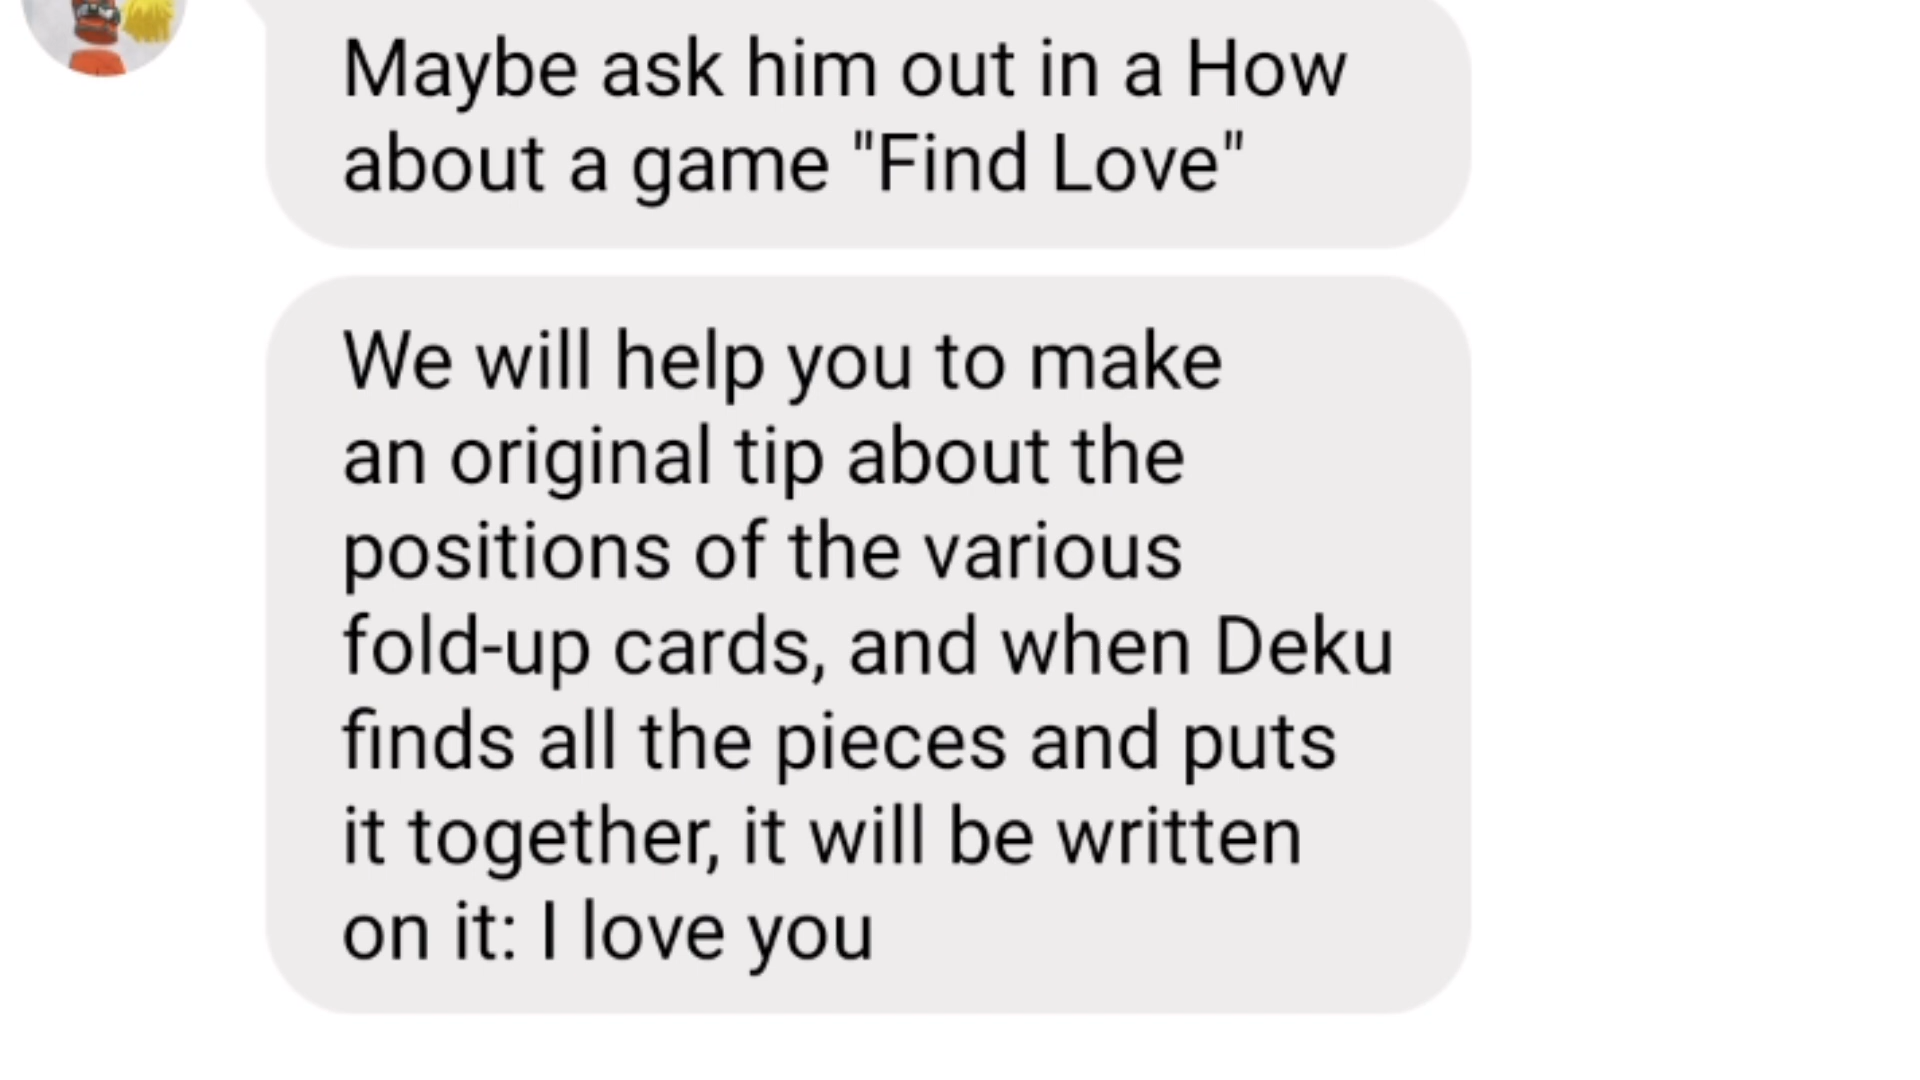 Maybe ask him out in a How
about a game "Find Love"
We will help you to make
an original tip about the
positions of the various
fold-up cards, and when Deku
finds all the pieces and puts
it together, it will be written
on it: I love you